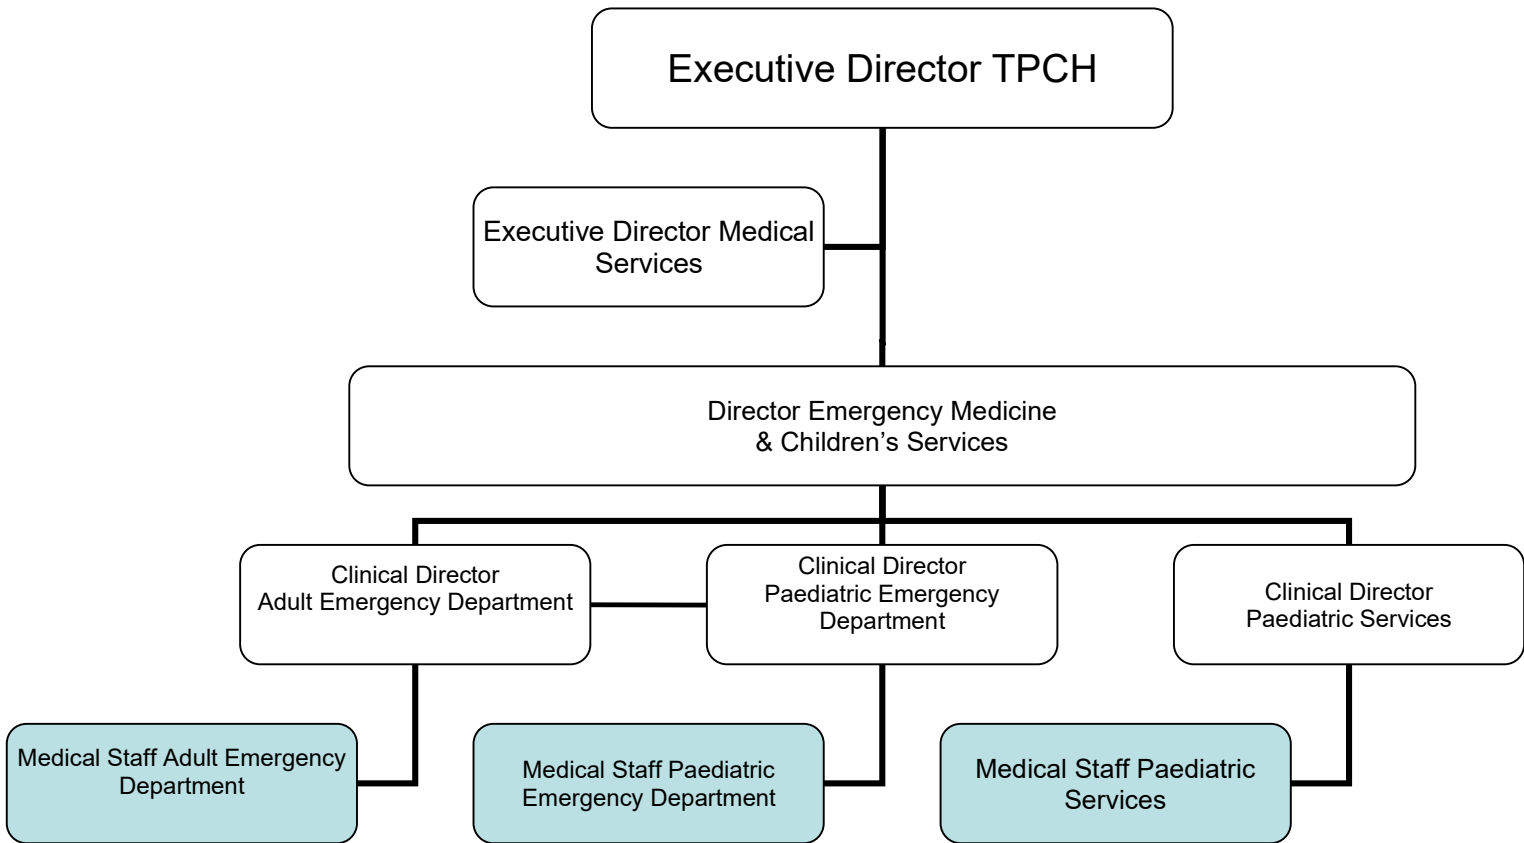 Executive Director TPCH
Executive Director Medical
Services
Director Emergency Medicine
& Children’s Services
Clinical Director
Adult Emergency Department
Clinical Director
Paediatric Emergency
Department
Clinical Director
Paediatric Services
Medical Staff Adult Emergency
Department
Medical Staff Paediatric
Emergency Department
Medical Staff Paediatric
Services